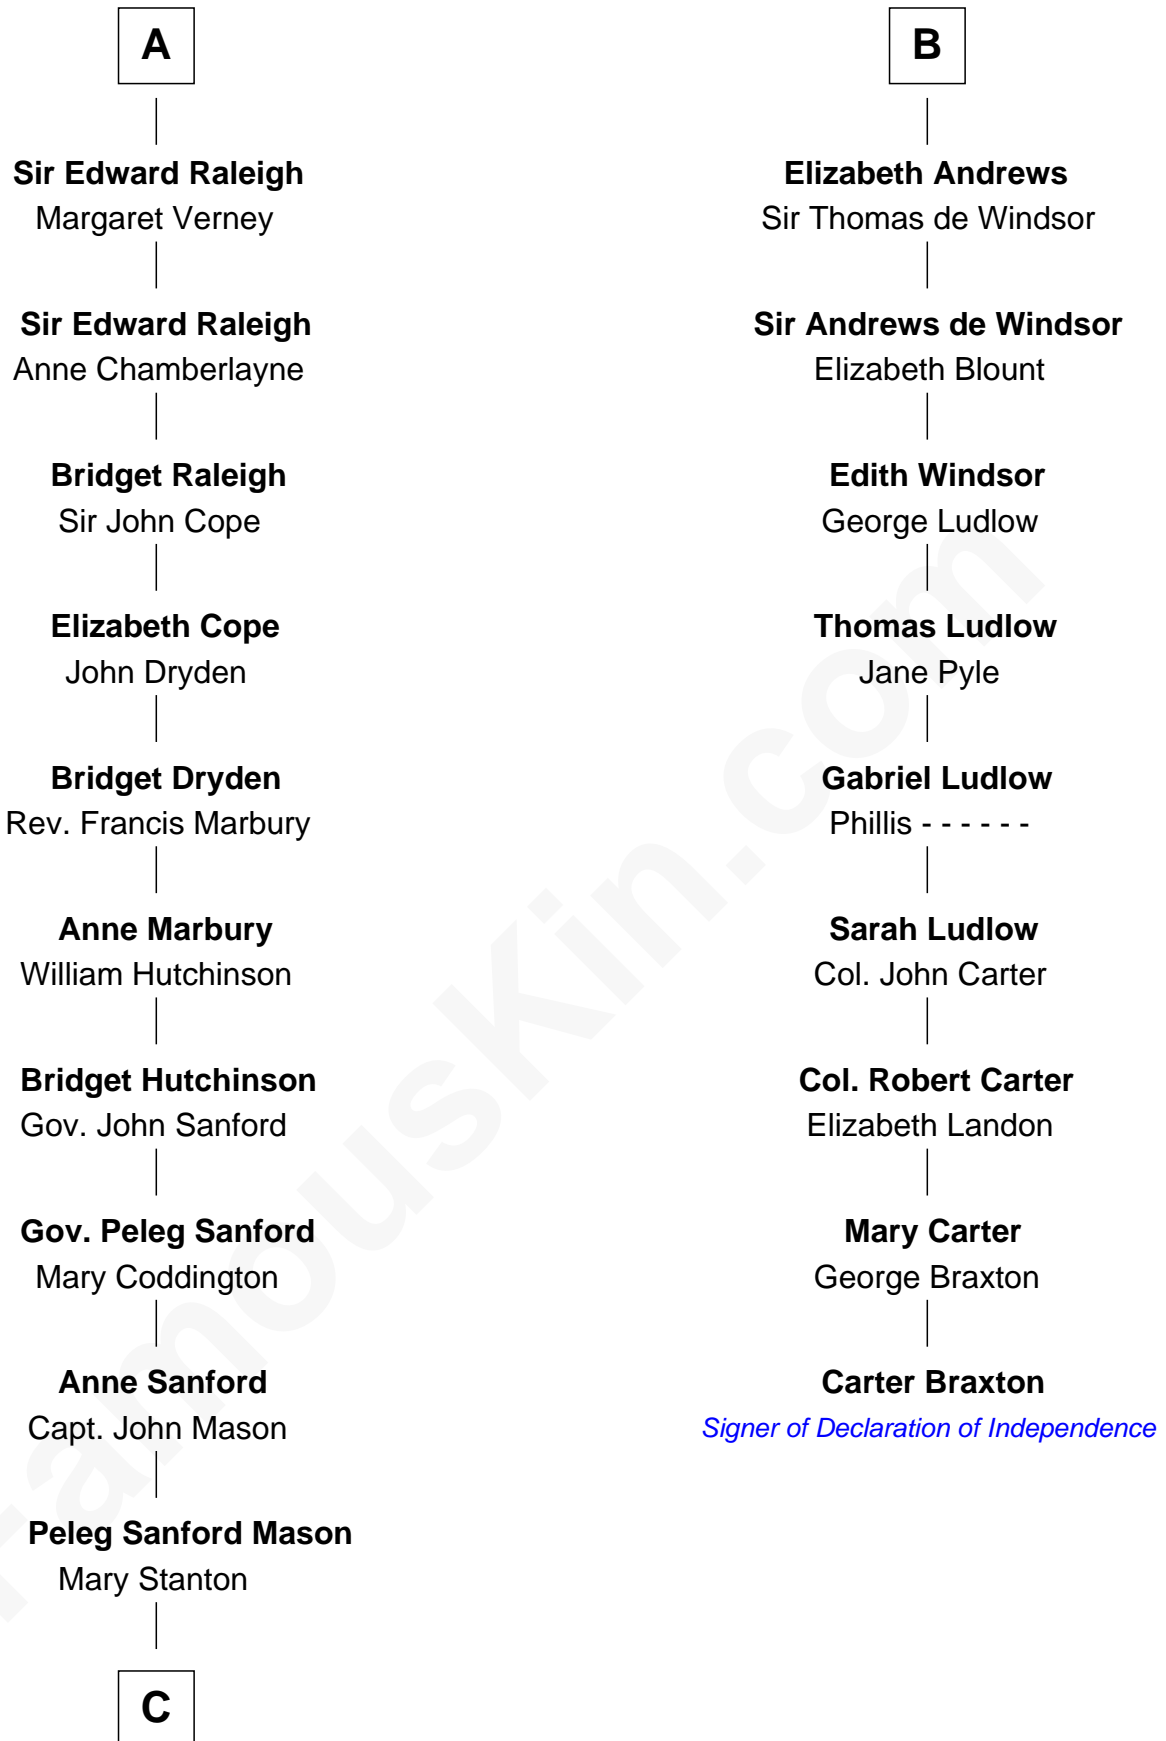 A
Sir Edward Raleigh
Margaret Verney
Sir Edward Raleigh
Anne Chamberlayne
Bridget Raleigh
Sir John Cope
Elizabeth Cope
John Dryden
Bridget Dryden
Rev. Francis Marbury
Anne Marbury
William Hutchinson
Bridget Hutchinson
Gov. John Sanford
Gov. Peleg Sanford
Mary Coddington
Anne Sanford
Capt. John Mason
Peleg Sanford Mason
Mary Stanton
C
B
Elizabeth Andrews
Sir Thomas de Windsor
Sir Andrews de Windsor
Elizabeth Blount
Edith Windsor
George Ludlow
Thomas Ludlow
Jane Pyle
Gabriel Ludlow
Phillis - - - - - -
Sarah Ludlow
Col. John Carter
Col. Robert Carter
Elizabeth Landon
Mary Carter
George Braxton
Carter Braxton
Signer of Declaration of Independence
FamousKin.com